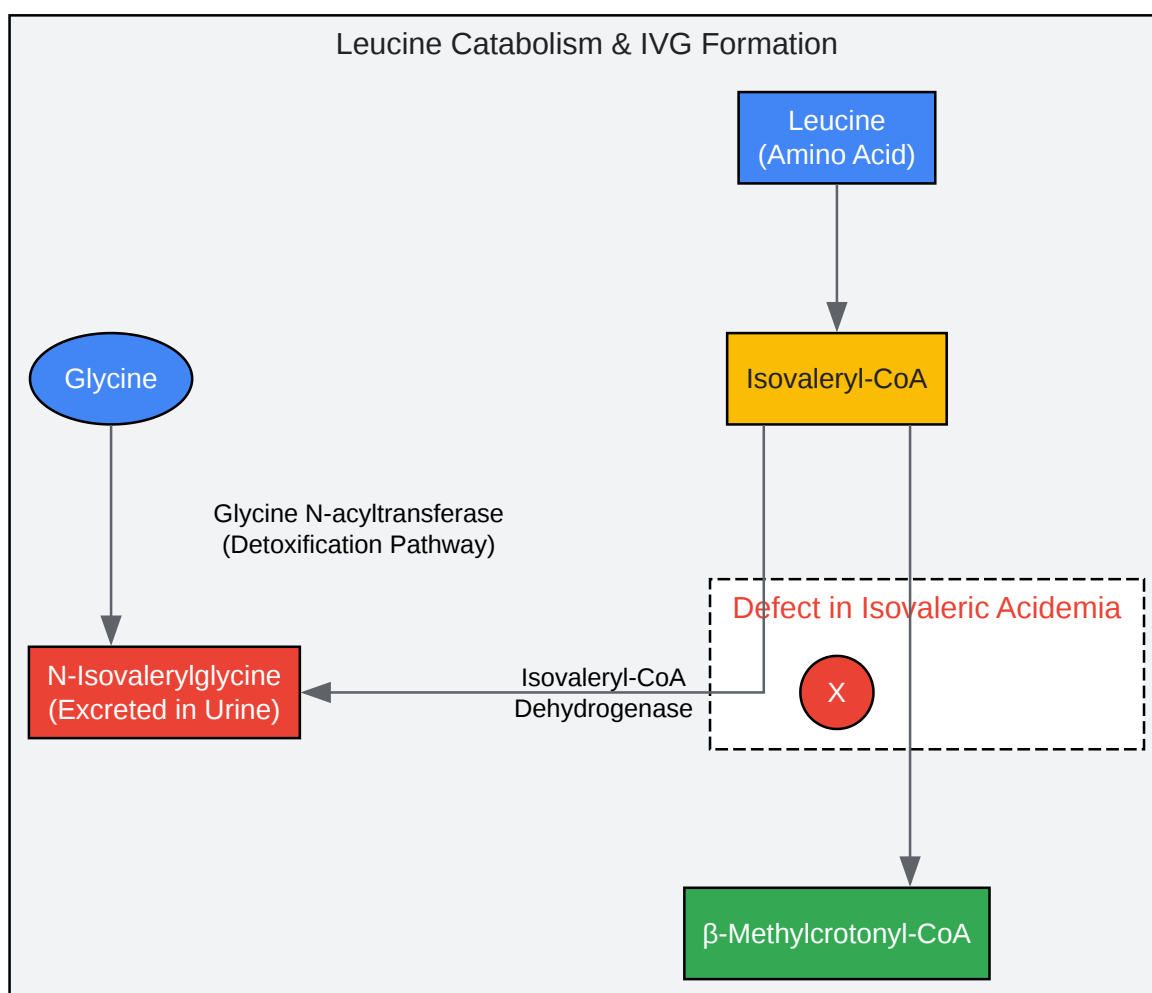 Leucine Catabolism & IVG Formation
Leucine
(Amino Acid)
Glycine
Isovaleryl-CoA
Glycine N-acyltransferase
(Detoxification Pathway)
Defect in Isovaleric Acidemia
N-Isovalerylglycine
(Excreted in Urine)
Isovaleryl-CoA
Dehydrogenase
X
β-Methylcrotonyl-CoA